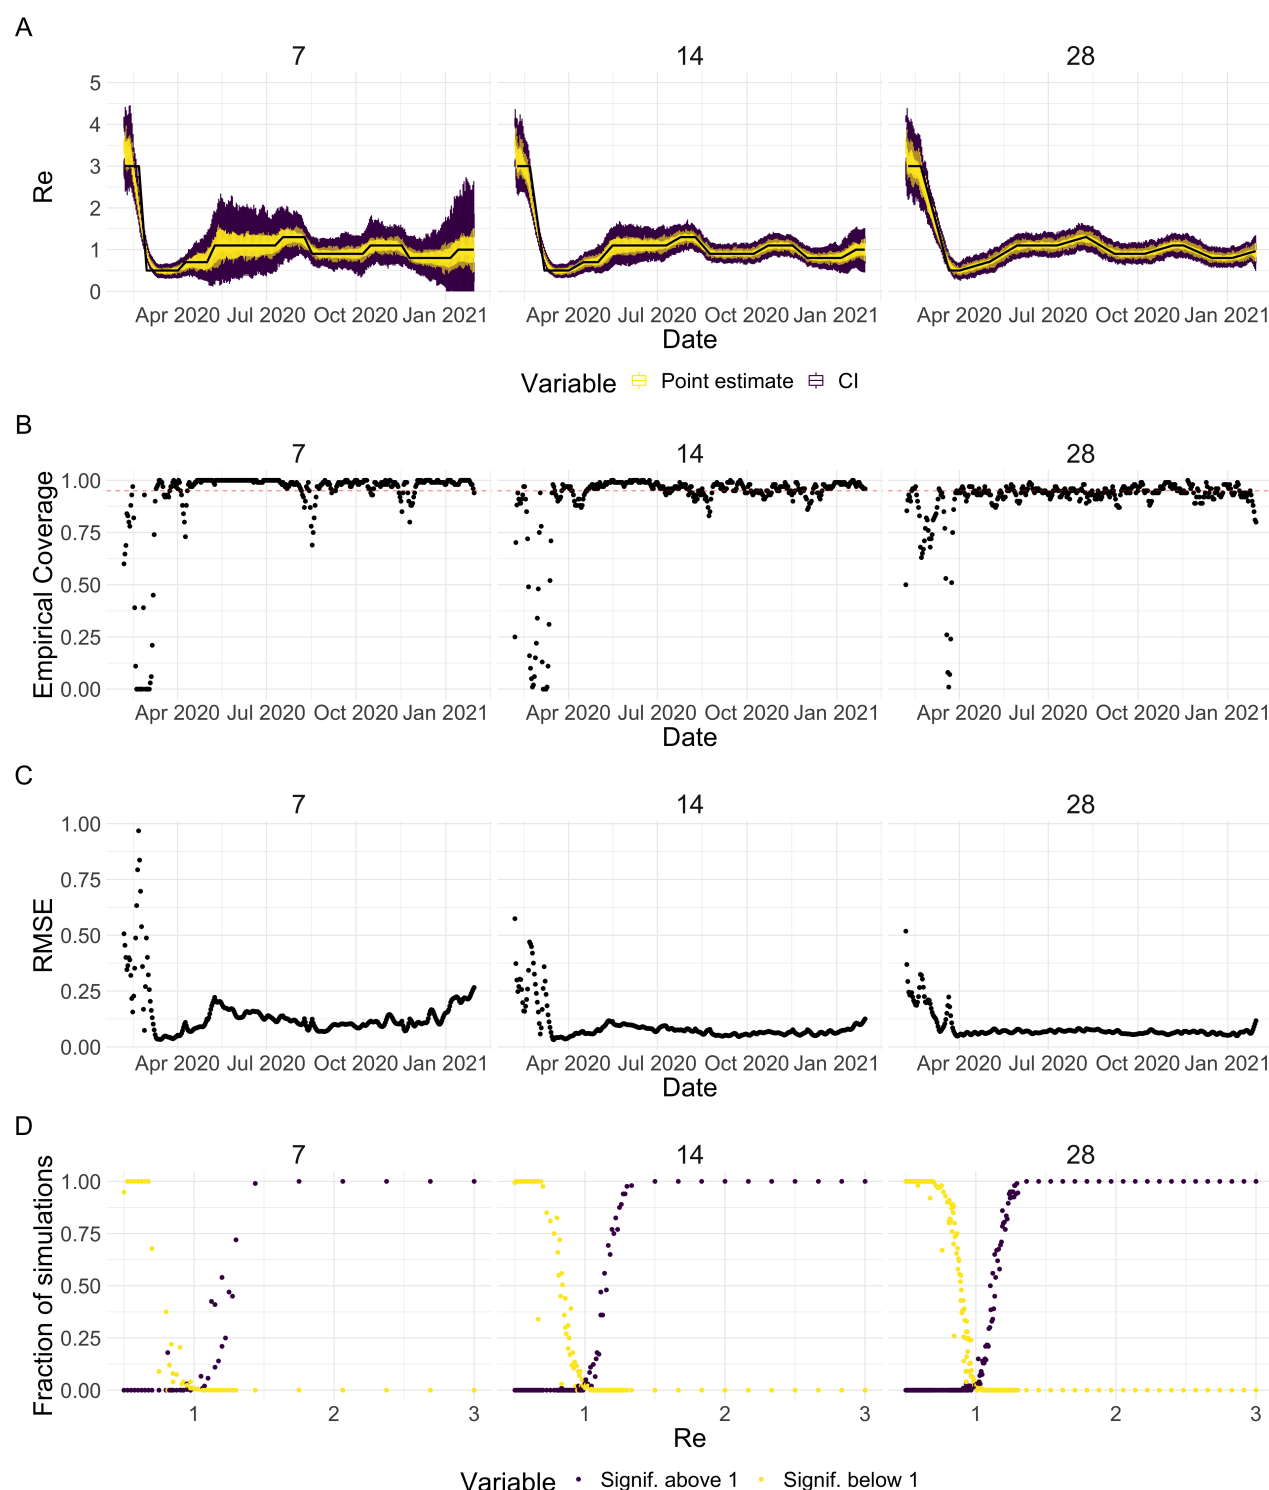 A
7 14 28
5
4
3
2
1
0
Re
Apr 2020 Jul 2020 Oct 2020 Jan 2021 Apr 2020 Jul 2020 Oct 2020 Jan 2021 Apr 2020 Jul 2020 Oct 2020 Jan 2021
Date
Variable Point estimate CI
B
7 14 28
1.00
0.75
0.50
0.25
0.00
Empirical Coverage
Apr 2020 Jul 2020 Oct 2020 Jan 2021 Apr 2020 Jul 2020 Oct 2020 Jan 2021 Apr 2020 Jul 2020 Oct 2020 Jan 2021
Date
C
7 14 28
1.00
0.75
0.50
0.25
0.00
RMSE
Apr 2020 Jul 2020 Oct 2020 Jan 2021 Apr 2020 Jul 2020 Oct 2020 Jan 2021 Apr 2020 Jul 2020 Oct 2020 Jan 2021
Date
D
7 14 28
1.00
0.75
0.50
0.25
0.00
Fraction of simulations
1 2 3 1 2 3 1 2 3
Re
Variable Signif. above 1 Signif. below 1